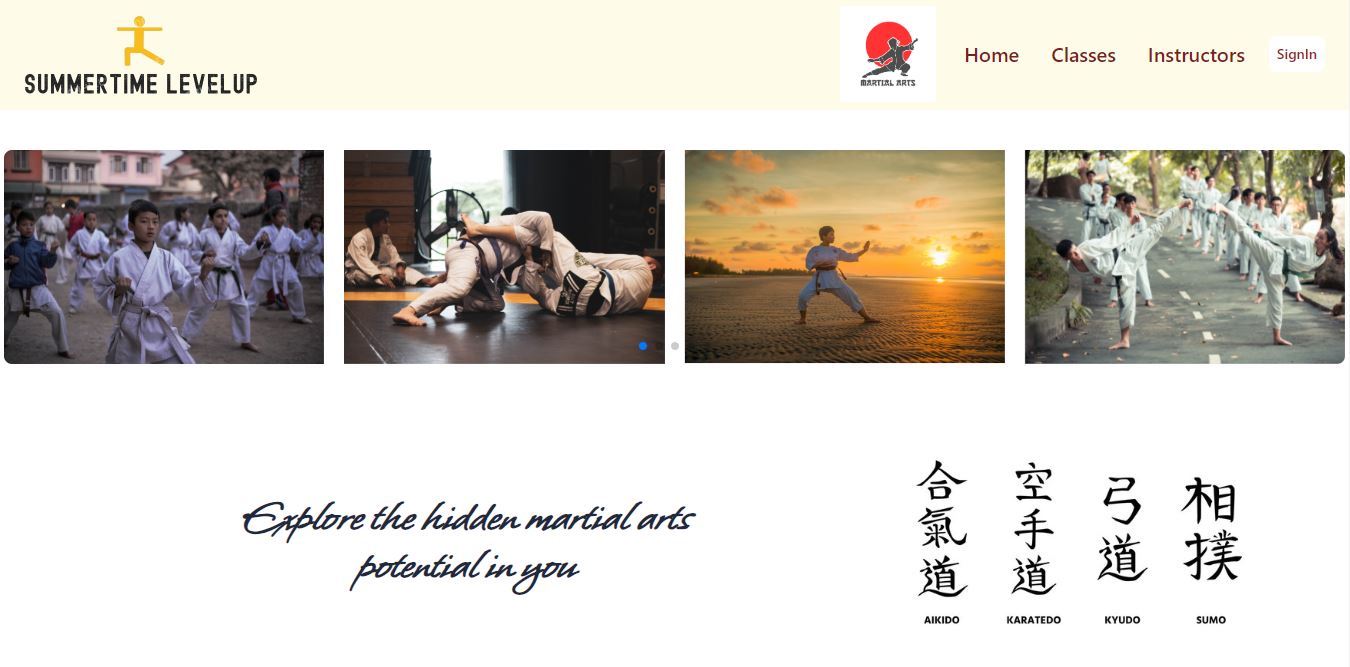 SUMMERTIME LEVELUP
MARTIAL ARTS
Home Classes Instructors SignIn
Explore the hidden martial arts
potential in you
合氣道 空手道 弓道 相撲
AIKIDO KARATEDO KYUDO SUMO